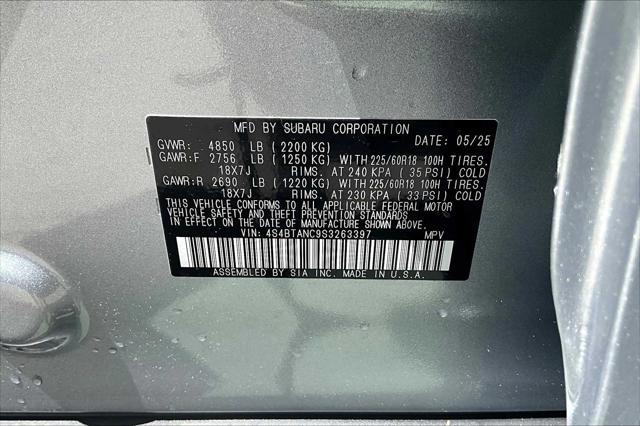 MFD BY SUBARU CORPORATION
GVWR: 4850 LB (2200 KG) DATE: 05/25
GAWR:F 2756 LB (1250 KG) WITH 225/60R18 100H TIRES.
18X7J RIMS. AT 240 KPA (35 PSI) COLD
GAWR:R 2690 LB (1220 KG) WITH 225/60R18 100H TIRES.
18X7J RIMS. AT 230 KPA (33 PSI) COLD
THIS VEHICLE CONFORMS TO ALL APPLICABLE FEDERAL MOTOR
VEHICLE SAFETY AND THEFT PREVENTION STANDARDS
IN EFFECT ON THE DATE OF MANUFACTURE SHOWN ABOVE.
VIN: 4S4BTANC9S3263397 MPV
ASSEMBLED BY SIA INC. MADE IN U.S.A.